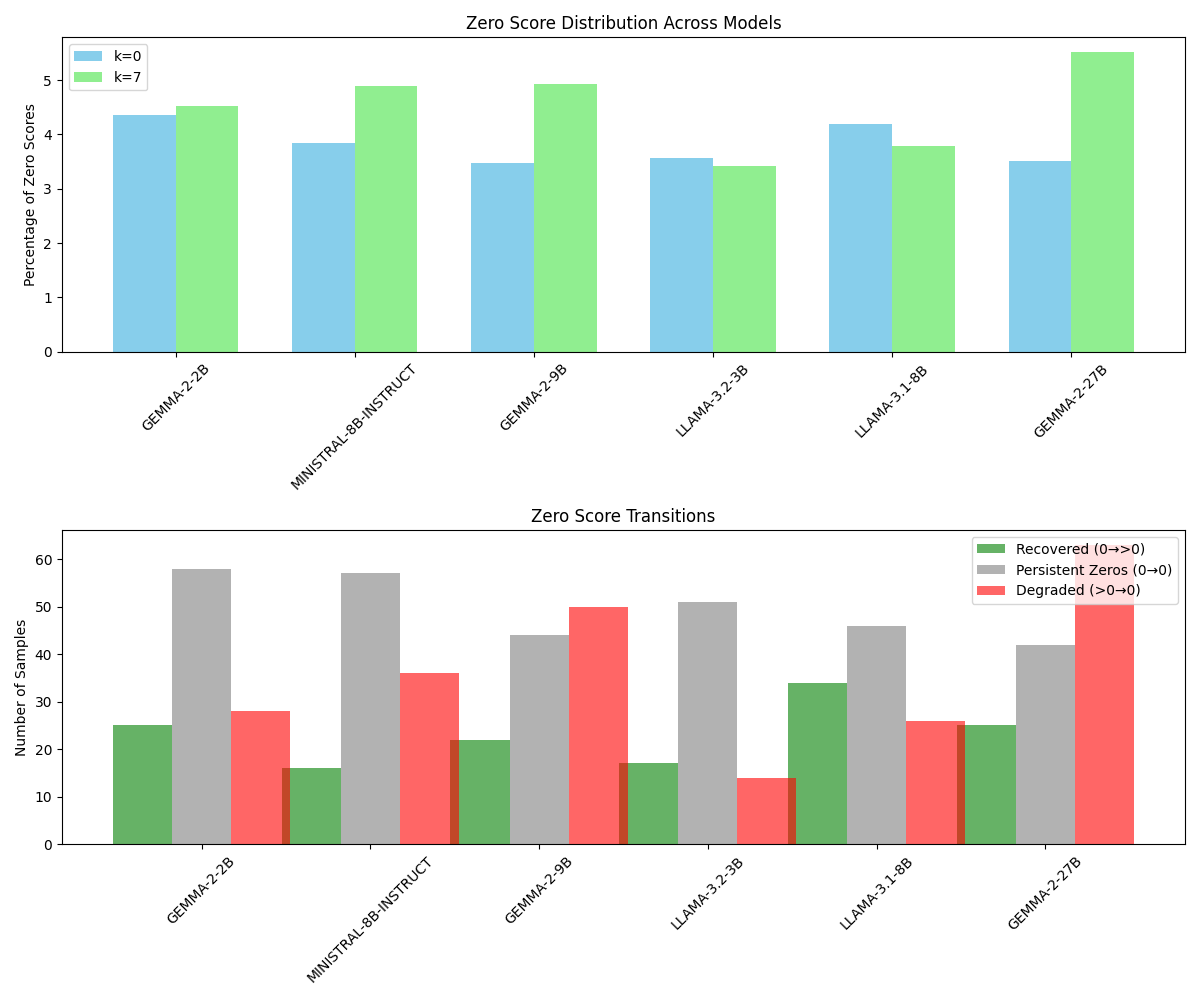 Zero Score Distribution Across Models
k=0
k=7
Percentage of Zero Scores
5
4
3
2
1
0
GEMMA-2-2B
MINISTRAL-8B-INSTRUCT
GEMMA-2-9B
LLAMA-3.2-3B
LLAMA-3.1-8B
GEMMA-2-27B
Zero Score Transitions
Recovered (0→>0)
Persistent Zeros (0→0)
Degraded (>0→0)
Number of Samples
60
50
40
30
20
10
0
GEMMA-2-2B
MINISTRAL-8B-INSTRUCT
GEMMA-2-9B
LLAMA-3.2-3B
LLAMA-3.1-8B
GEMMA-2-27B